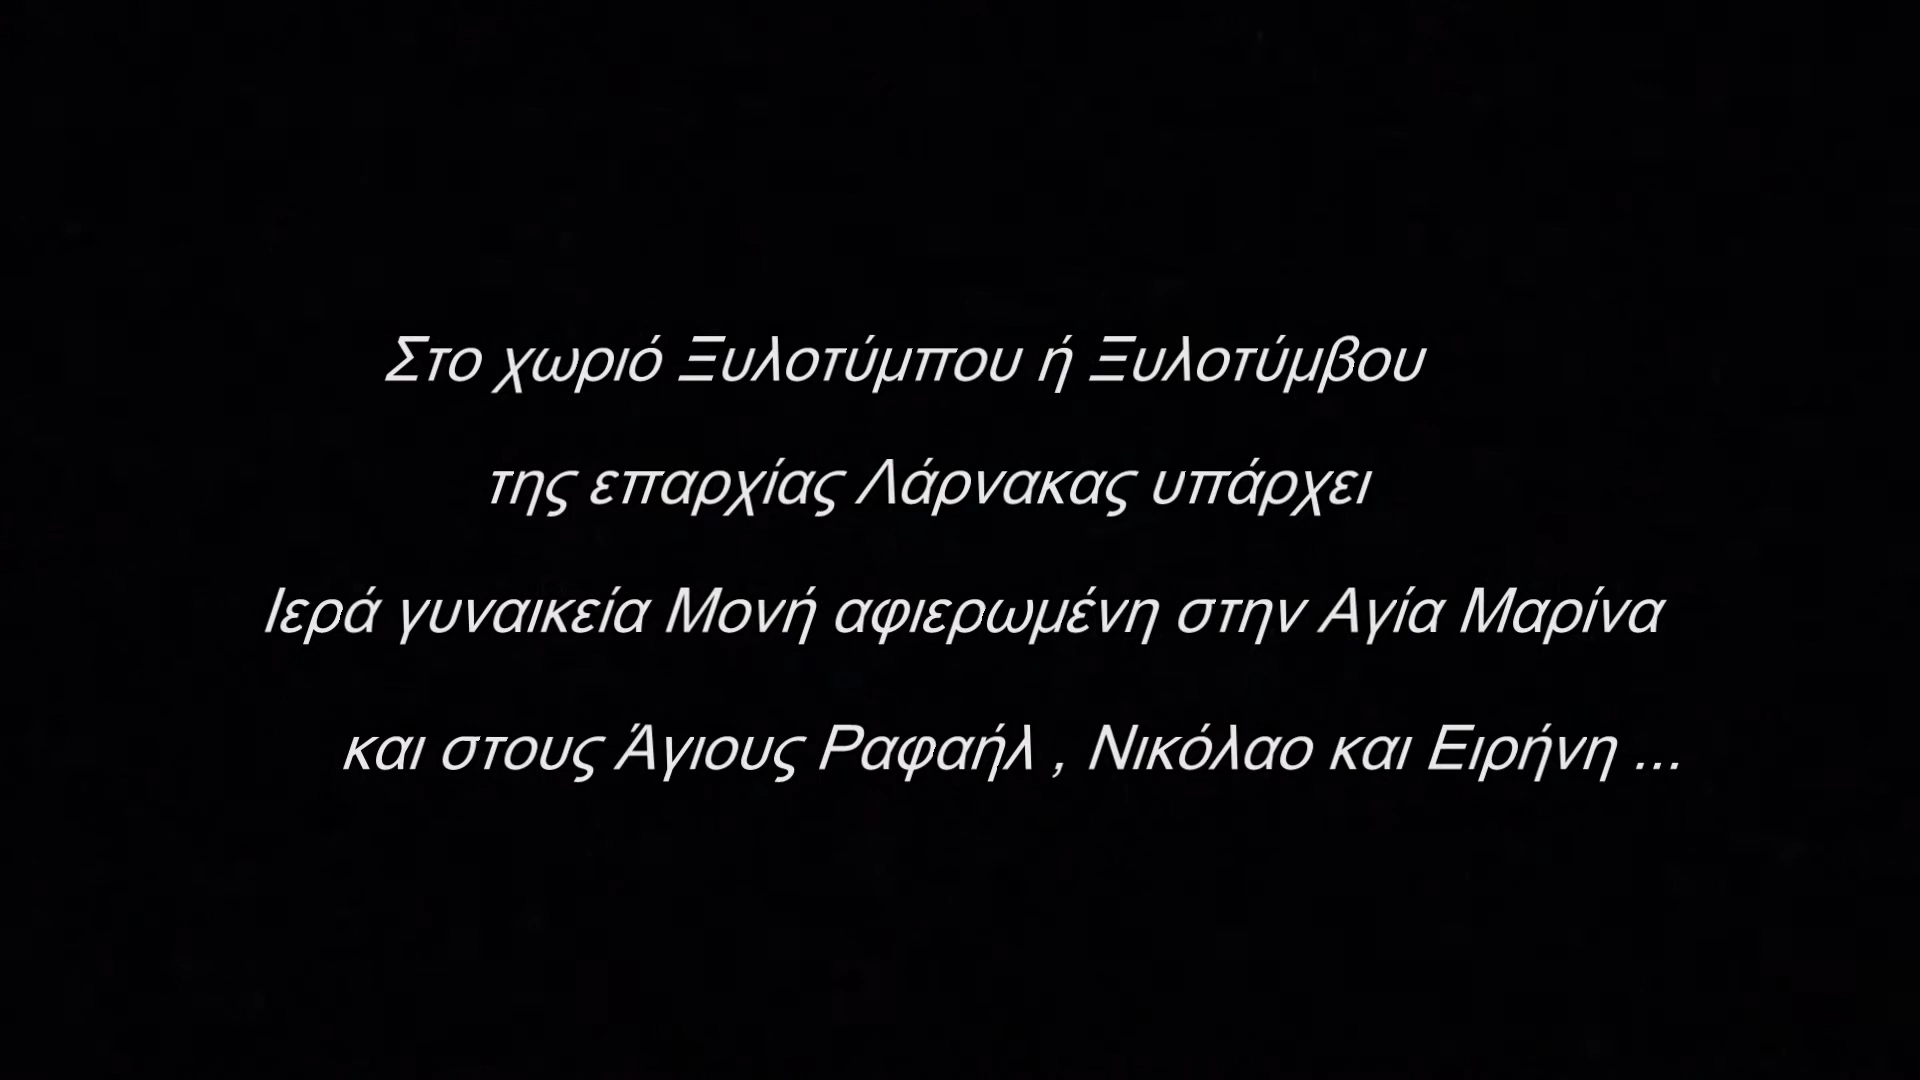 Στο χωριό Ξυλοτύμπου ή Ξυλοτύμβου
της επαρχίας Λάρνακας υπάρχει
Ιερά γυναικεία Μονή αφιερωμένη στην Αγία Μαρίνα
και στους Άγιους Ραφαήλ , Νικόλαο και Ειρήνη ...